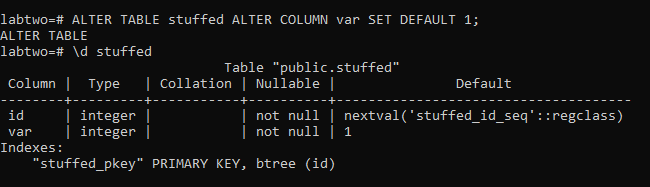 labtwo=# ALTER TABLE stuffed ALTER COLUMN var SET DEFAULT 1;
ALTER TABLE
labtwo=# \d stuffed
                            Table "public.stuffed"
 Column |  Type   | Collation | Nullable |               Default
--------+---------+-----------+----------+-------------------------------------
 id     | integer |           | not null | nextval('stuffed_id_seq'::regclass)
 var    | integer |           | not null | 1
Indexes:
    "stuffed_pkey" PRIMARY KEY, btree (id)